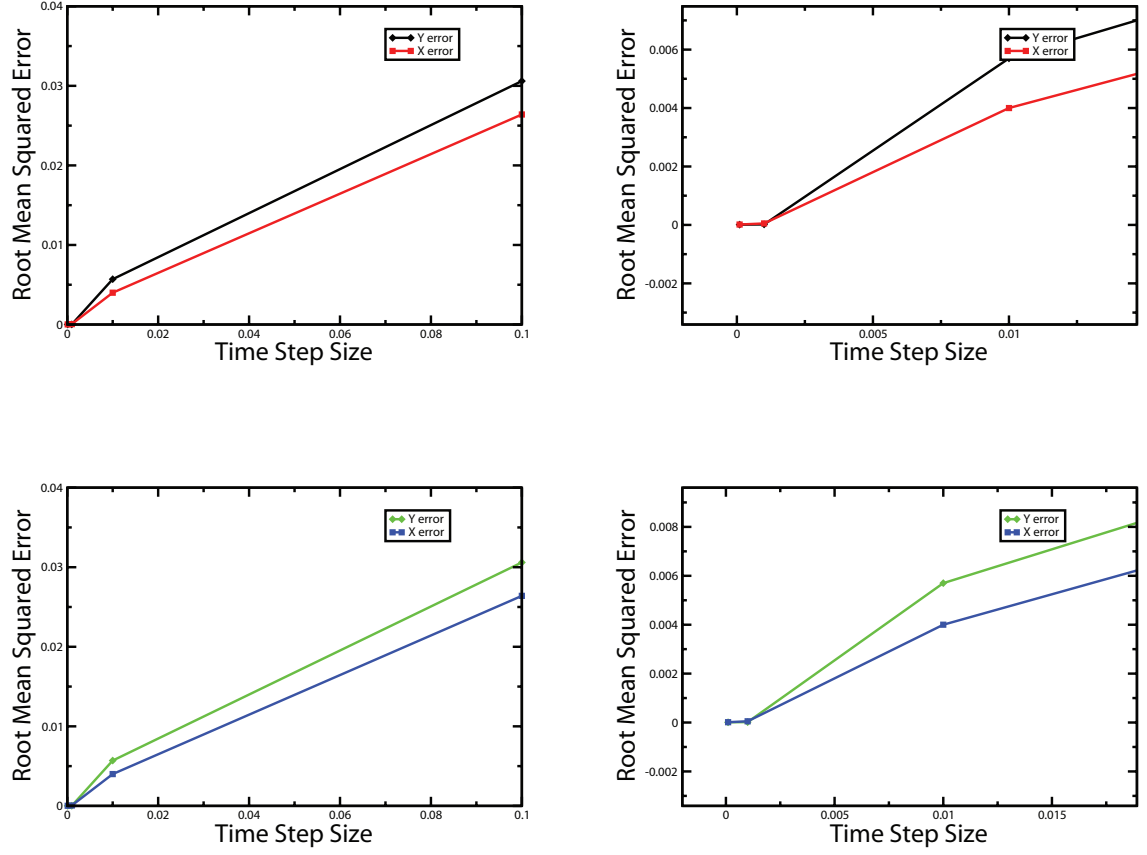 0.04
0.03
0.02
0.01
0
Root Mean Squared Error
Y error
X error
0 0.02 0.04 0.06 0.08 0.1
Time Step Size
0.006
0.004
0.002
0
-0.002
Root Mean Squared Error
Y error
X error
0 0.005 0.01
Time Step Size
0.04
0.03
0.02
0.01
0
Root Mean Squared Error
Y error
X error
0 0.02 0.04 0.06 0.08 0.1
Time Step Size
0.008
0.006
0.004
0.002
0
-0.002
Root Mean Squared Error
Y error
X error
0 0.005 0.01 0.015
Time Step Size